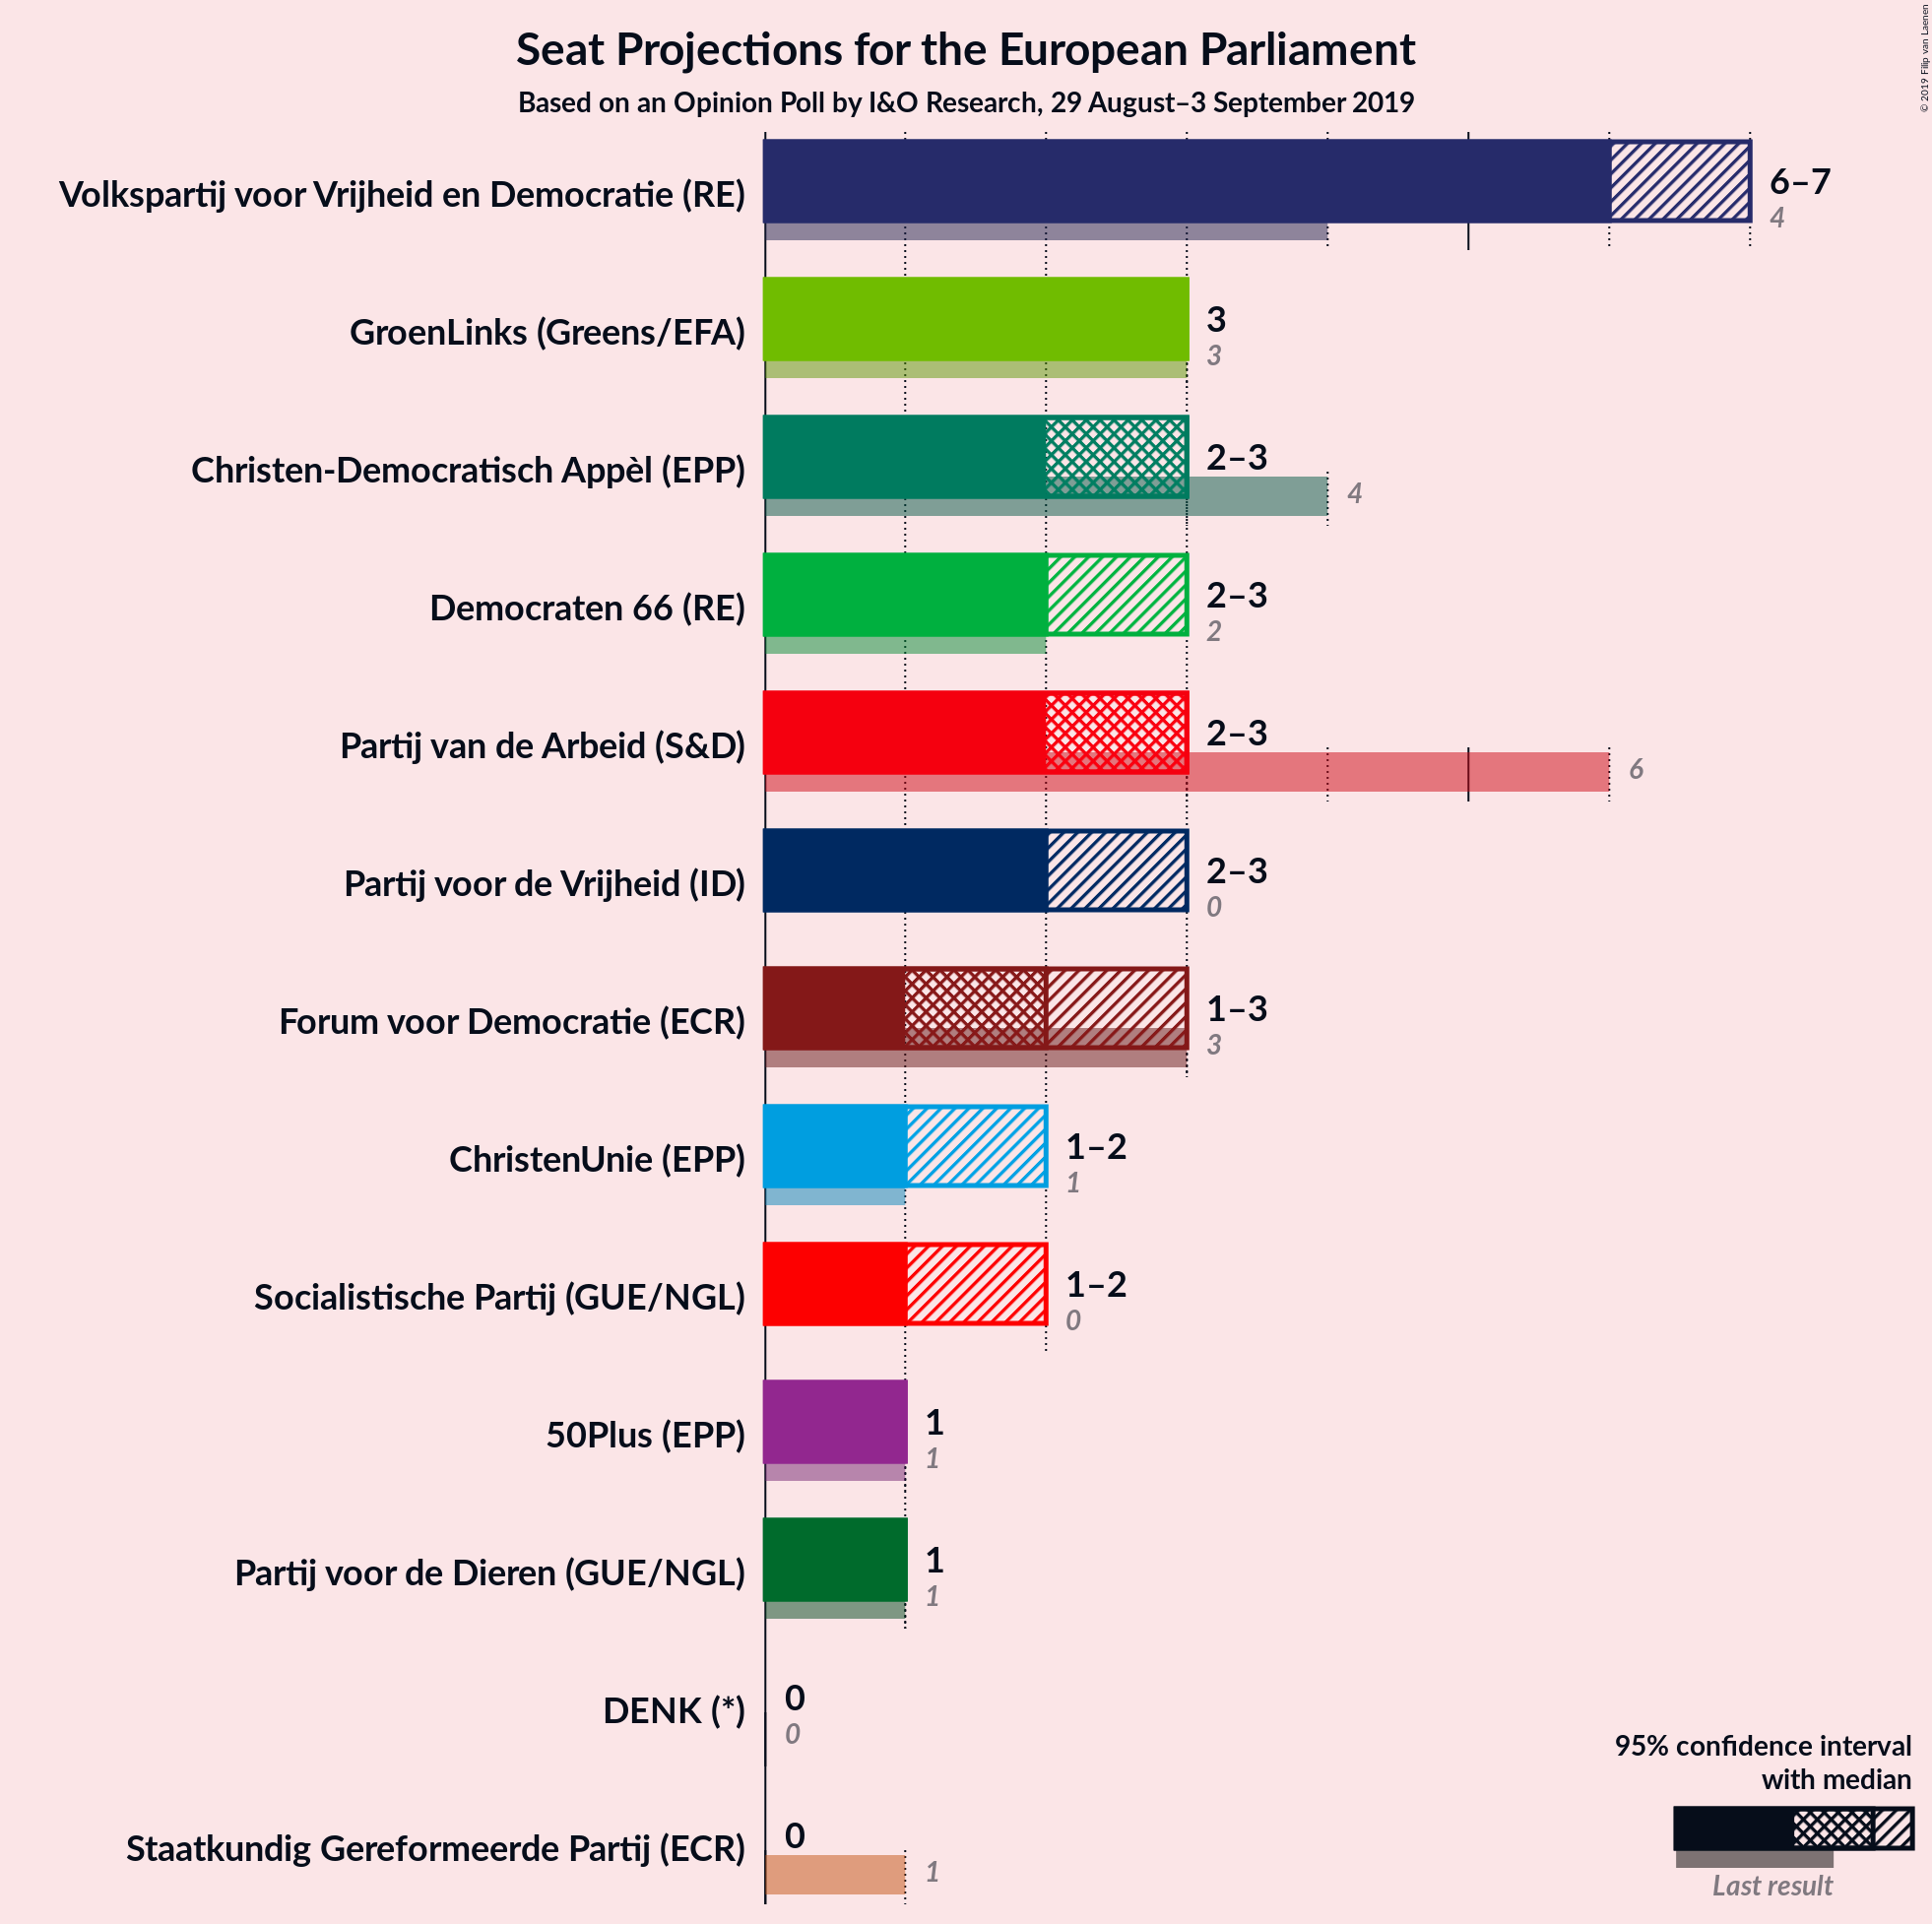 Seat Projections for the European Parliament
Based on an Opinion Poll by I&O Research, 29 August–3 September 2019
© 2019 Filip van Laenen
Volkspartij voor Vrijheid en Democratie (RE)
6–7
4
GroenLinks (Greens/EFA)
3
3
Christen-Democratisch Appèl (EPP)
2–3
4
Democraten 66 (RE)
2–3
2
Partij van de Arbeid (S&D)
2–3
6
Partij voor de Vrijheid (ID)
2–3
0
Forum voor Democratie (ECR)
1–3
3
ChristenUnie (EPP)
1–2
1
Socialistische Partij (GUE/NGL)
1–2
0
50Plus (EPP)
1
1
Partij voor de Dieren (GUE/NGL)
1
1
DENK (*)
0
0
Staatkundig Gereformeerde Partij (ECR)
0
1
95% confidence interval
with median
Last result